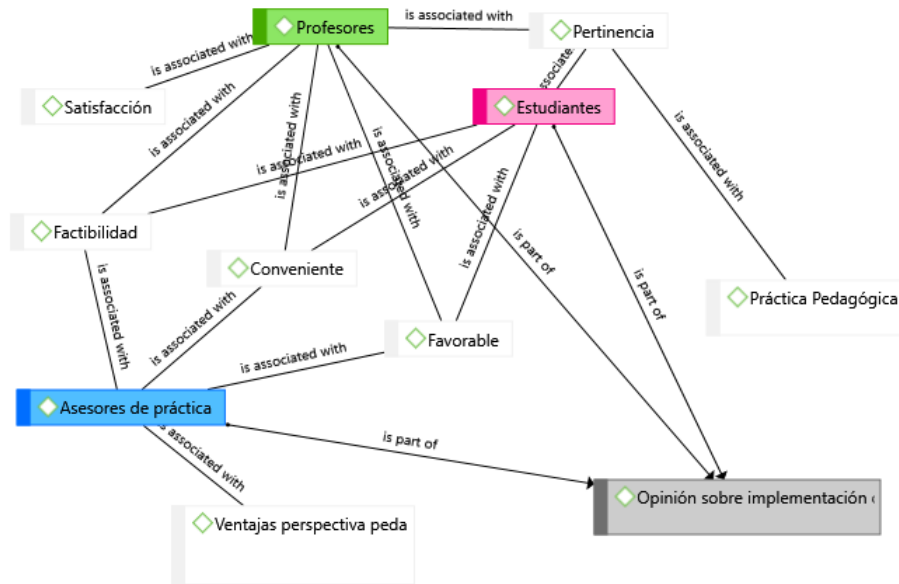 is associated with
Profesores
Pertinencia
is associated with
associate
Satisfacción
Estudiantes
is associated with
is associated with
is associated with
is associated with
is associated with
is associated with
is associated with
is associated with
Factibilidad
Conveniente
is part of
is part of
Práctica Pedagógica
is associated with
is associated with
is associated with
Favorable
Asesores de práctica
is part of
is associated with
Ventajas perspectiva peda
Opinión sobre implementación